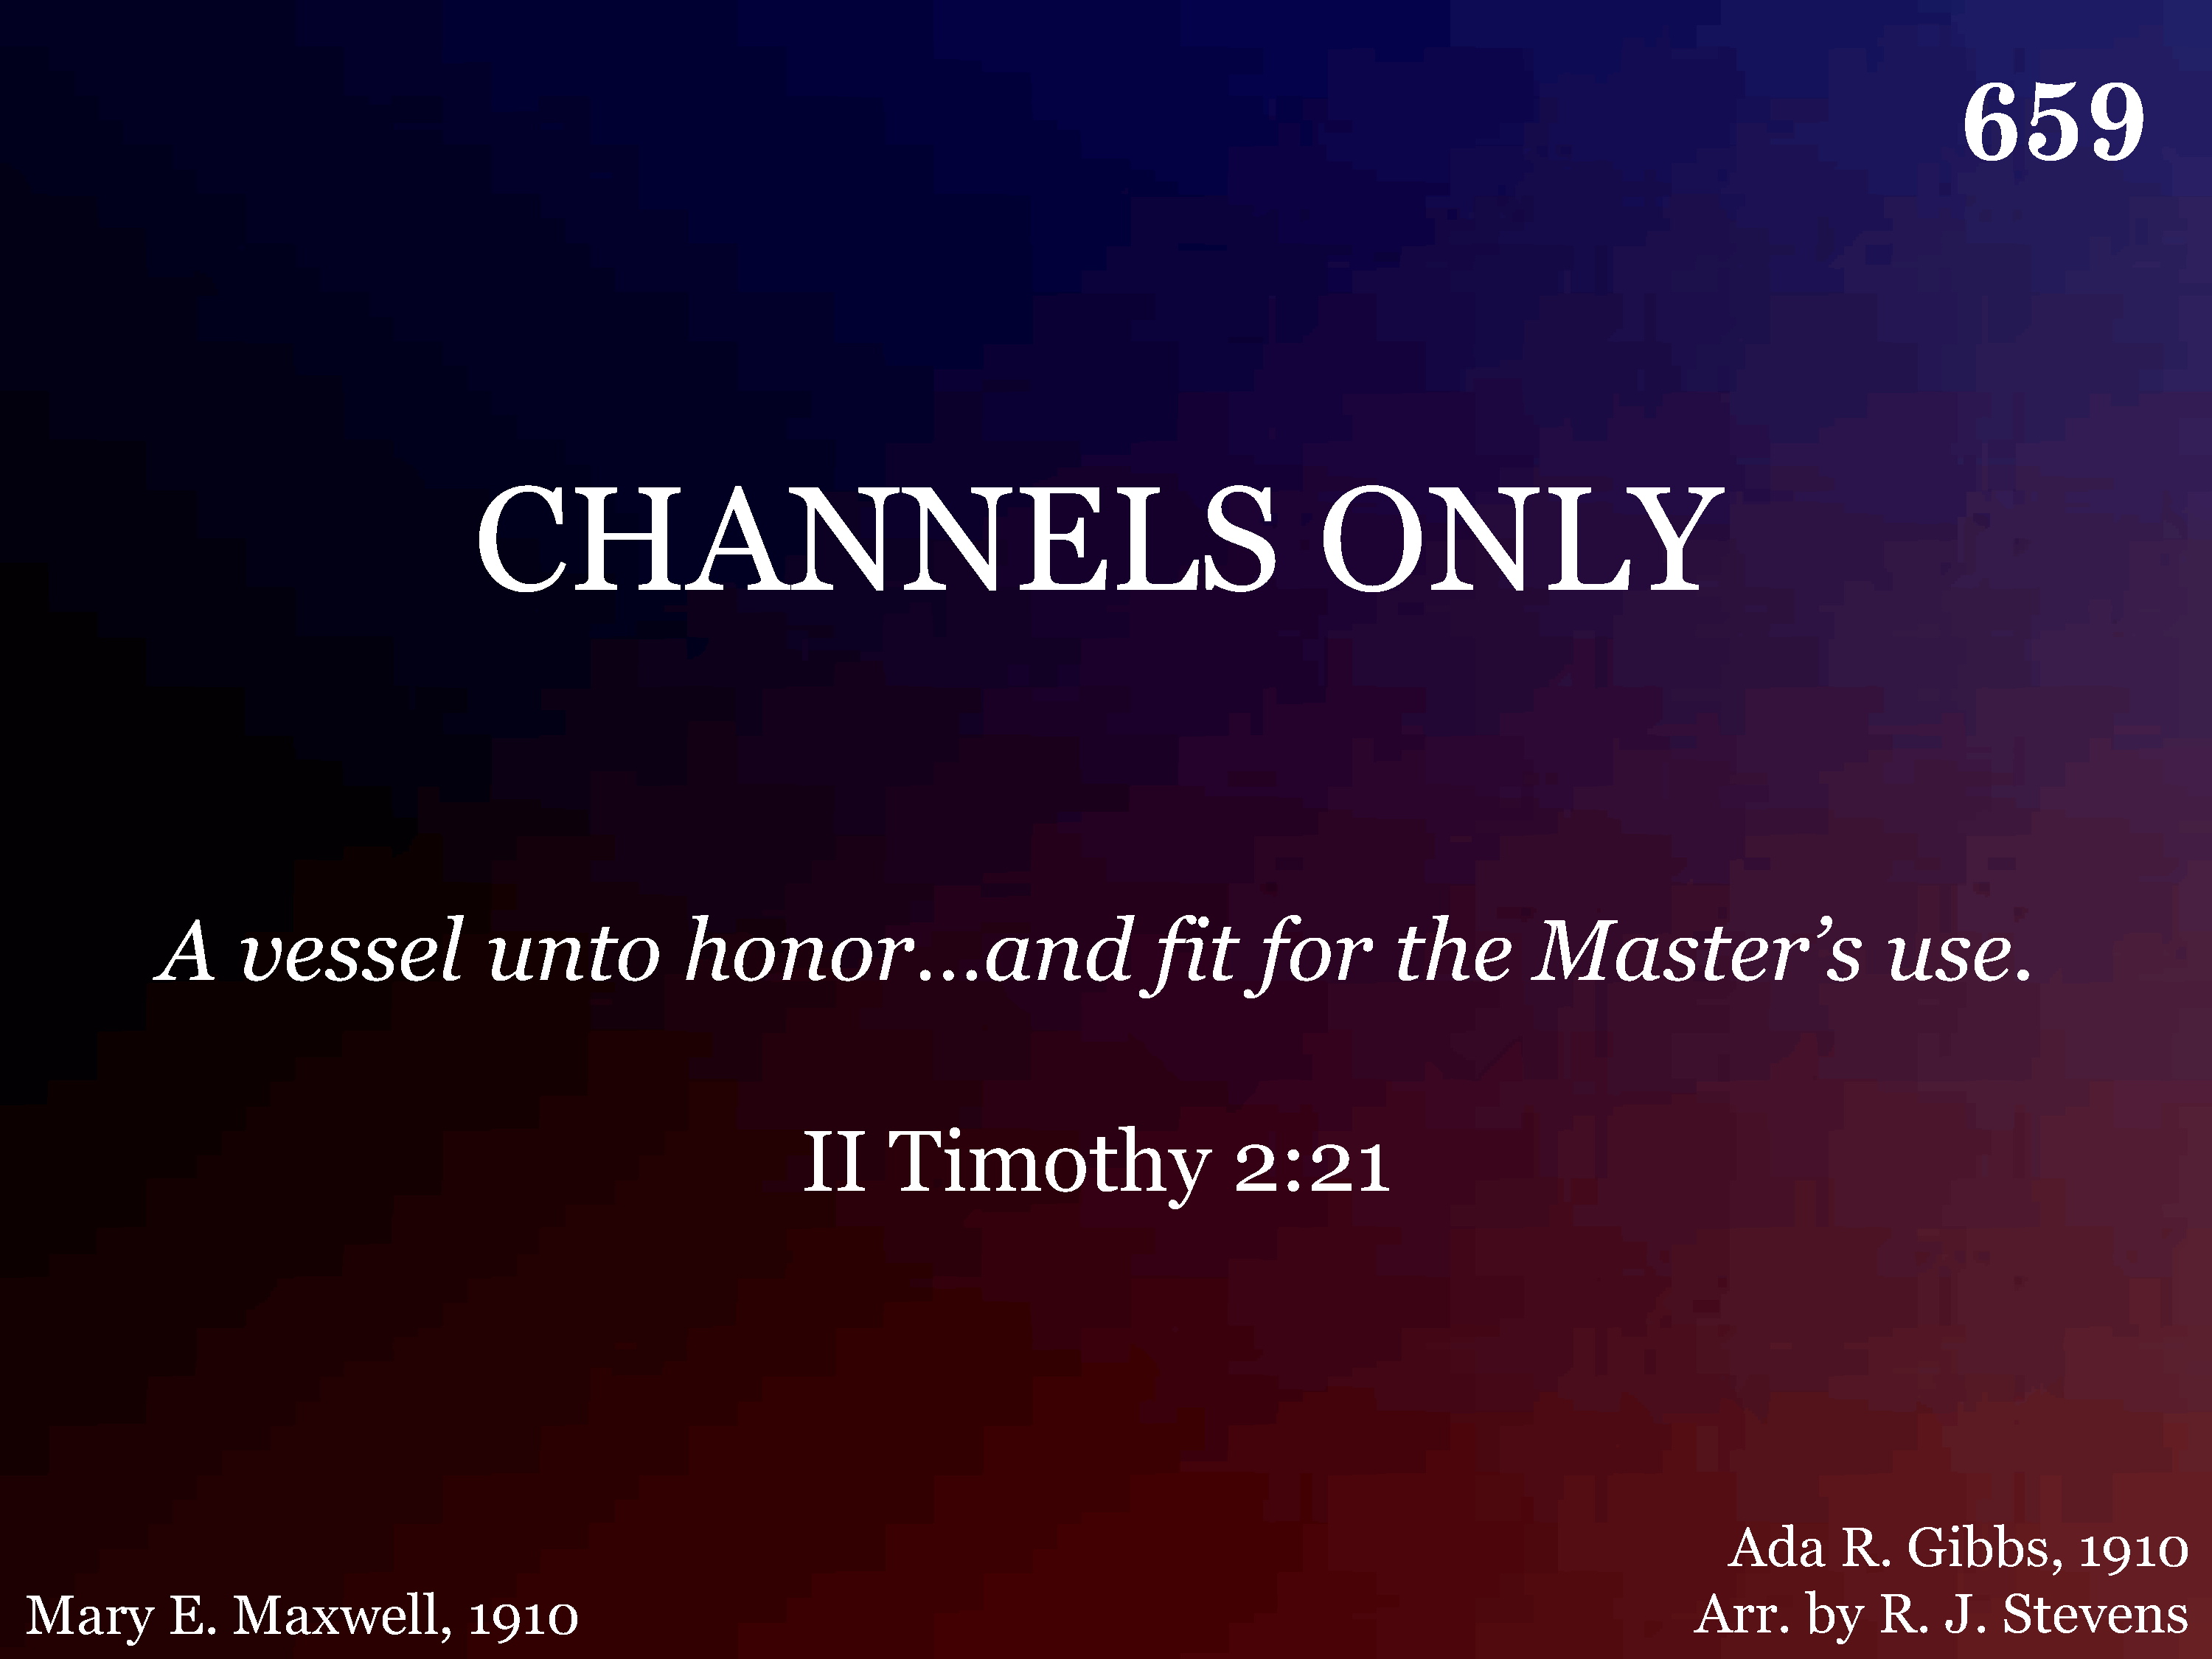 659
CHANNELS ONLY
A vessel unto honor…and fit for the Master’s use.
II Timothy 2:21
Ada R. Gibbs, 1910
Mary E. Maxwell, 1910
Arr. by R. J. Stevens